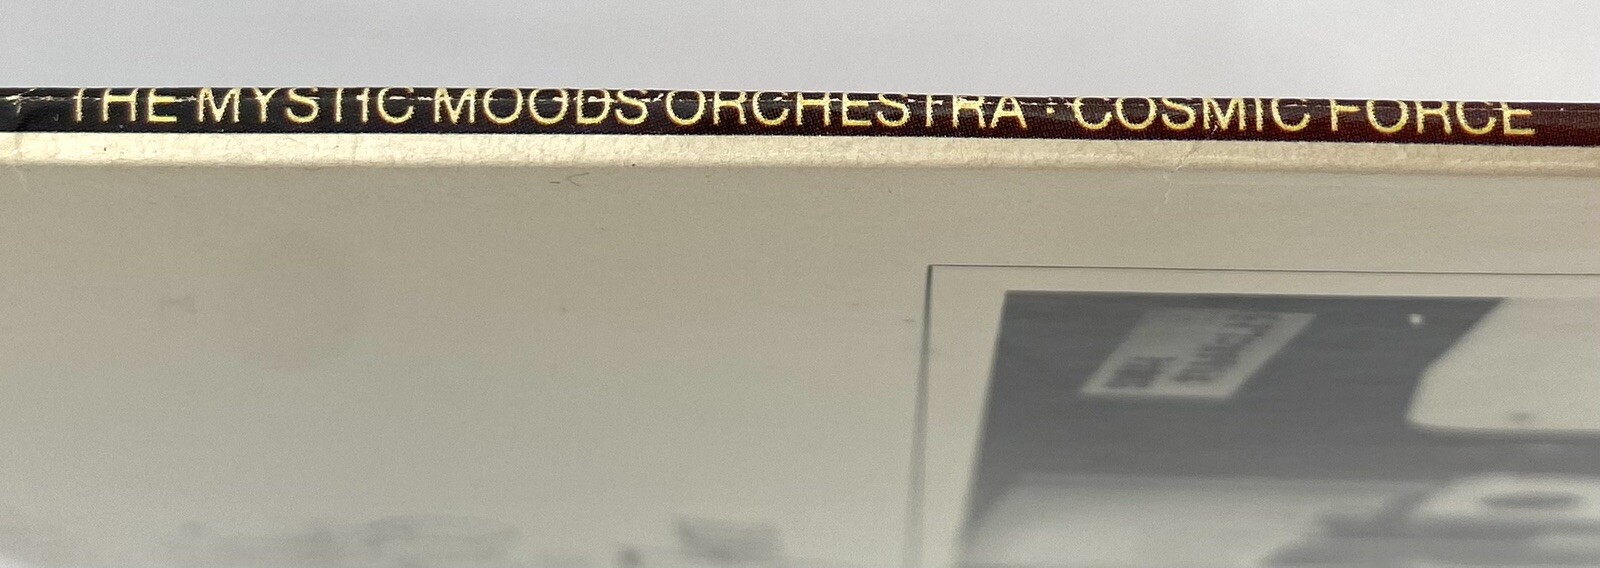 THE MYSTIC MOODS ORCHESTRA · COSMIC FORCE